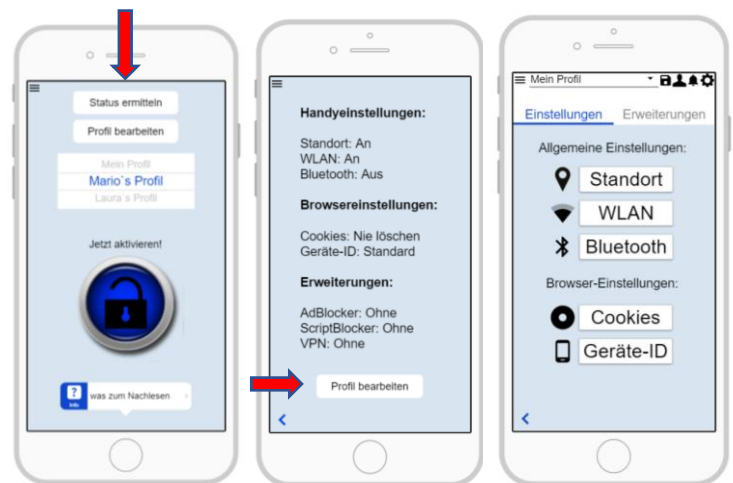 Status ermitteln
Profil bearbeiten
Mein Profil
Mario`s Profil
Laura`s Profil
Jetzt aktivieren!
?
Info
was zum Nachlesen
Handyeinstellungen:
Standort: An
WLAN: An
Bluetooth: Aus
Browsereinstellungen:
Cookies: Nie löschen
Geräte-ID: Standard
Erweiterungen:
AdBlocker: Ohne
ScriptBlocker: Ohne
VPN: Ohne
Profil bearbeiten
Mein Profil
Einstellungen Erweiterungen
Allgemeine Einstellungen:
Standort
WLAN
Bluetooth
Browser-Einstellungen:
Cookies
Geräte-ID